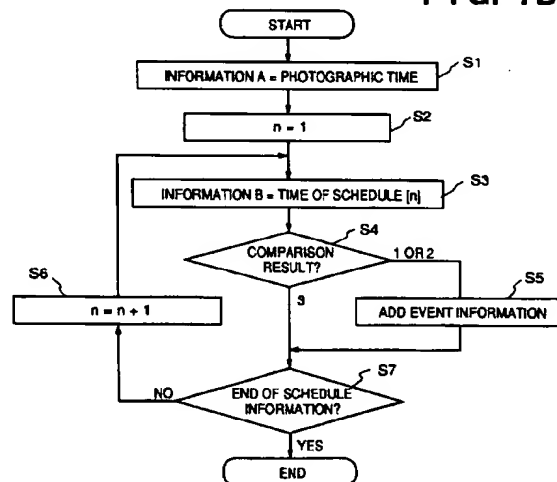 START
S1
INFORMATION A = PHOTOGRAPHIC TIME
S2
n = 1
S3
INFORMATION B = TIME OF SCHEDULE [n]
S4
COMPARISON
RESULT?
1 OR 2
S6
S5
n = n + 1
3
ADD EVENT INFORMATION
S7
NO
END OF SCHEDULE
INFORMATION?
YES
END